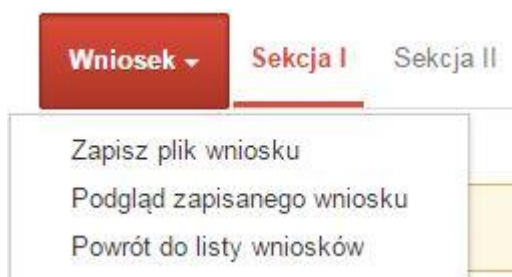 Wniosek Sekcja I Sekcja II
Zapisz plik wniosku
Podgląd zapisanego wniosku
Powrót do listy wniosków